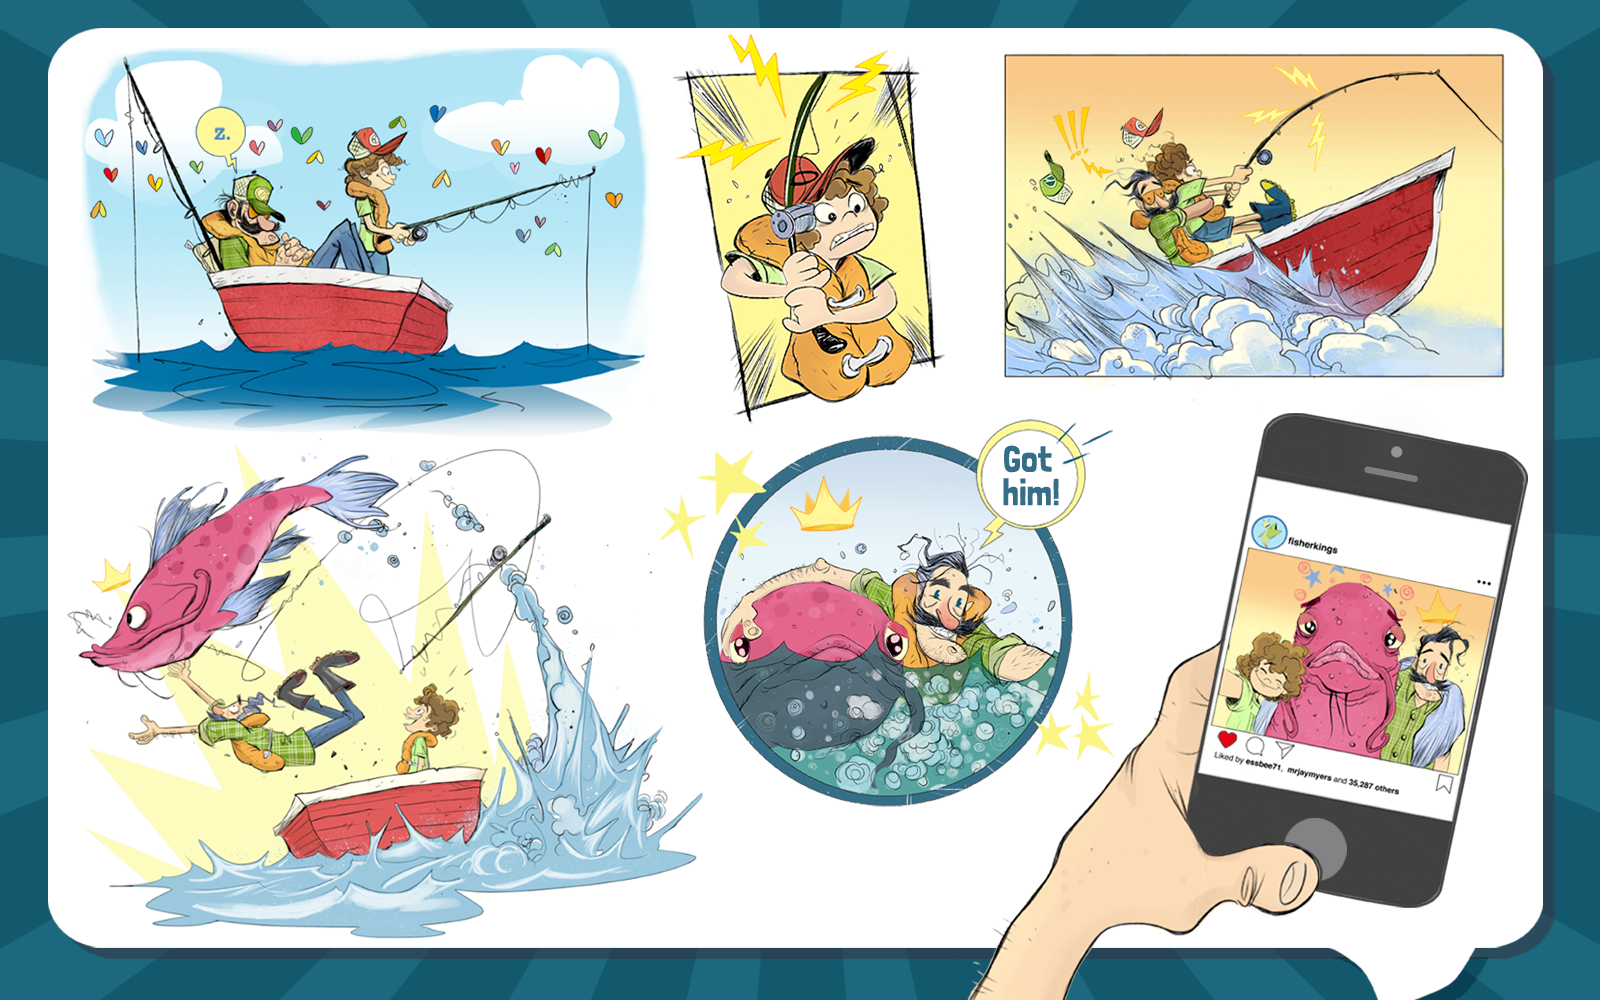 z.
Got
him!
fisherkings
Liked by essbee71, mrjaymyers and 35,287 others